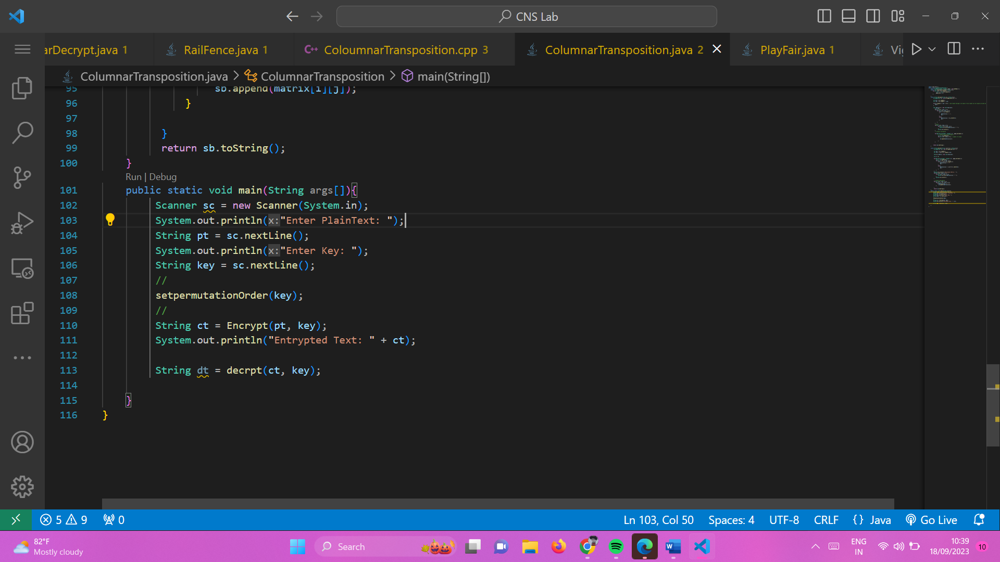 CNS Lab
arDecrypt.java 1
RailFence.java 1
ColoumnarTransposition.cpp 3
ColumnarTransposition.java 2
PlayFair.java 1
ColumnarTransposition.java > ColumnarTransposition > main(String[])
95 sb.append(matrix[i][j]);
96 }
97
98 }
99 return sb.toString();
100 }
Run | Debug
101 public static void main(String args[]){
102 Scanner sc = new Scanner(System.in);
103 System.out.println(x:"Enter PlainText: ");
104 String pt = sc.nextLine();
105 System.out.println(x:"Enter Key: ");
106 String key = sc.nextLine();
107 //
108 setpermutationOrder(key);
109 //
110 String ct = Encrypt(pt, key);
111 System.out.println("Entrypted Text: " + ct);
112
113 String dt = decrpt(ct, key);
114
115 }
116 }
5 9 0
Ln 103, Col 50
Spaces: 4
UTF-8
CRLF
{} Java
Go Live
82°F
Mostly cloudy
Search
ENG
IN
10:39
18/09/2023
10